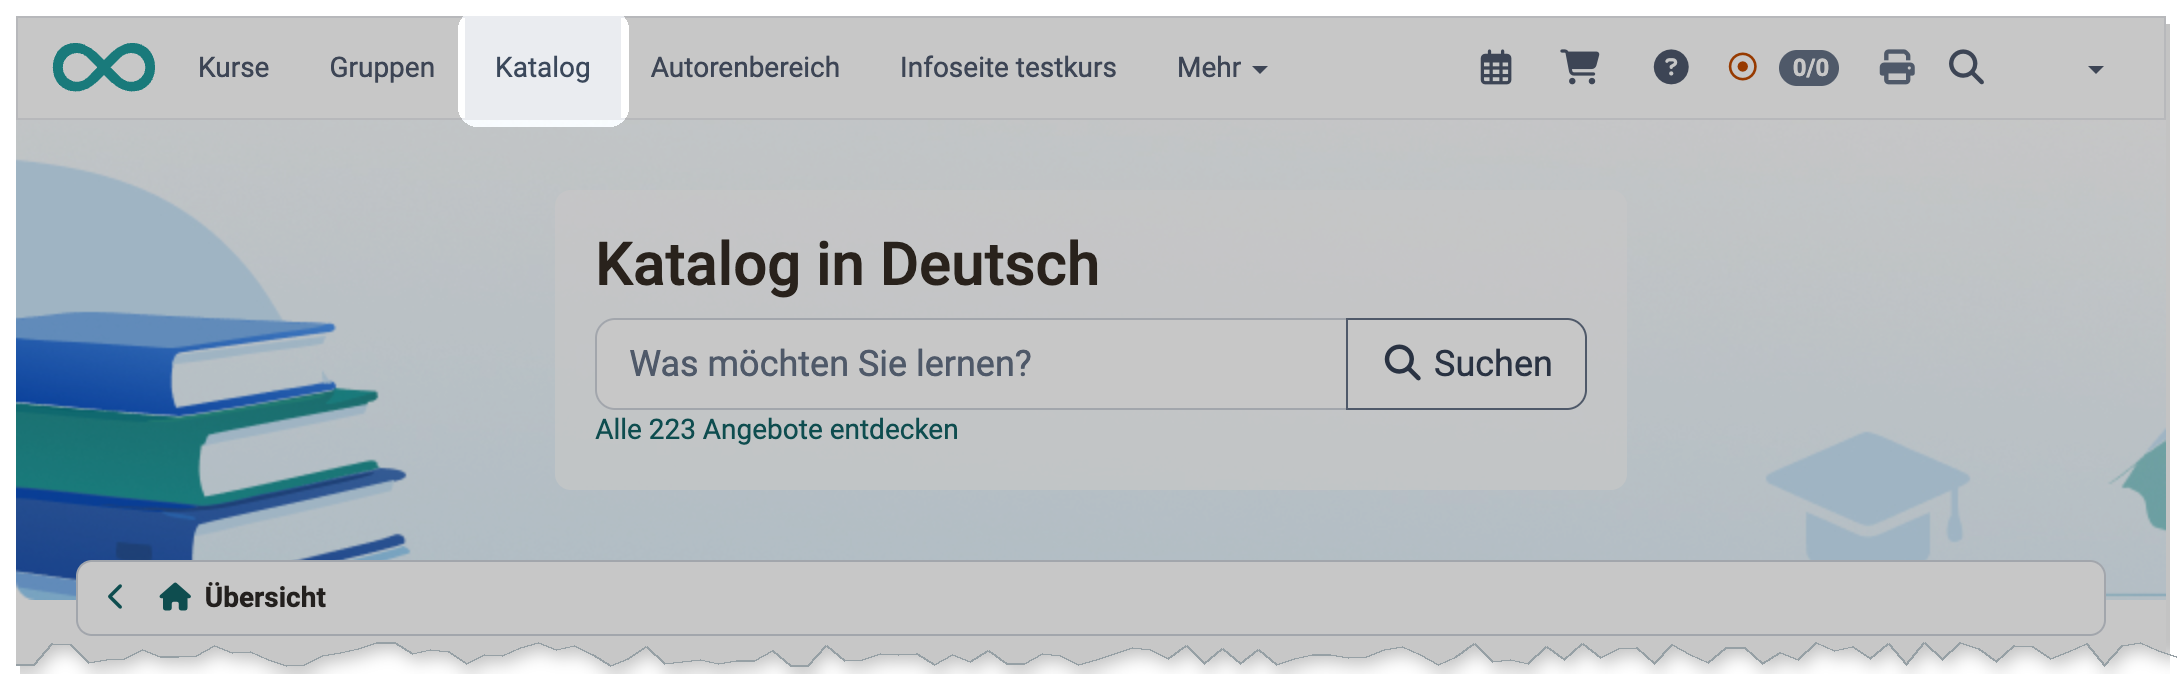 Kurse Gruppen Katalog Autorenbereich Infoseite testkurs Mehr 0/0
Katalog in Deutsch
Was möchten Sie lernen? Suchen
Alle 223 Angebote entdecken
Übersicht